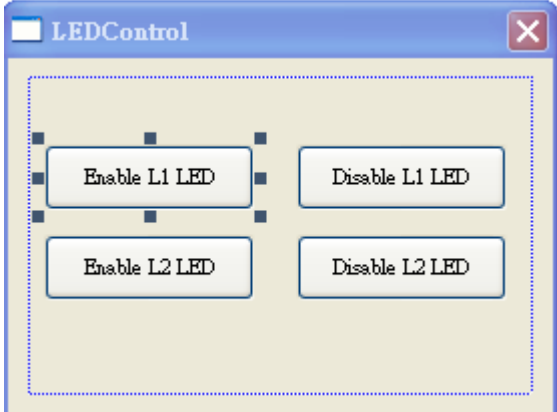 LEDControl
Enable L1 LED
Disable L1 LED
Enable L2 LED
Disable L2 LED